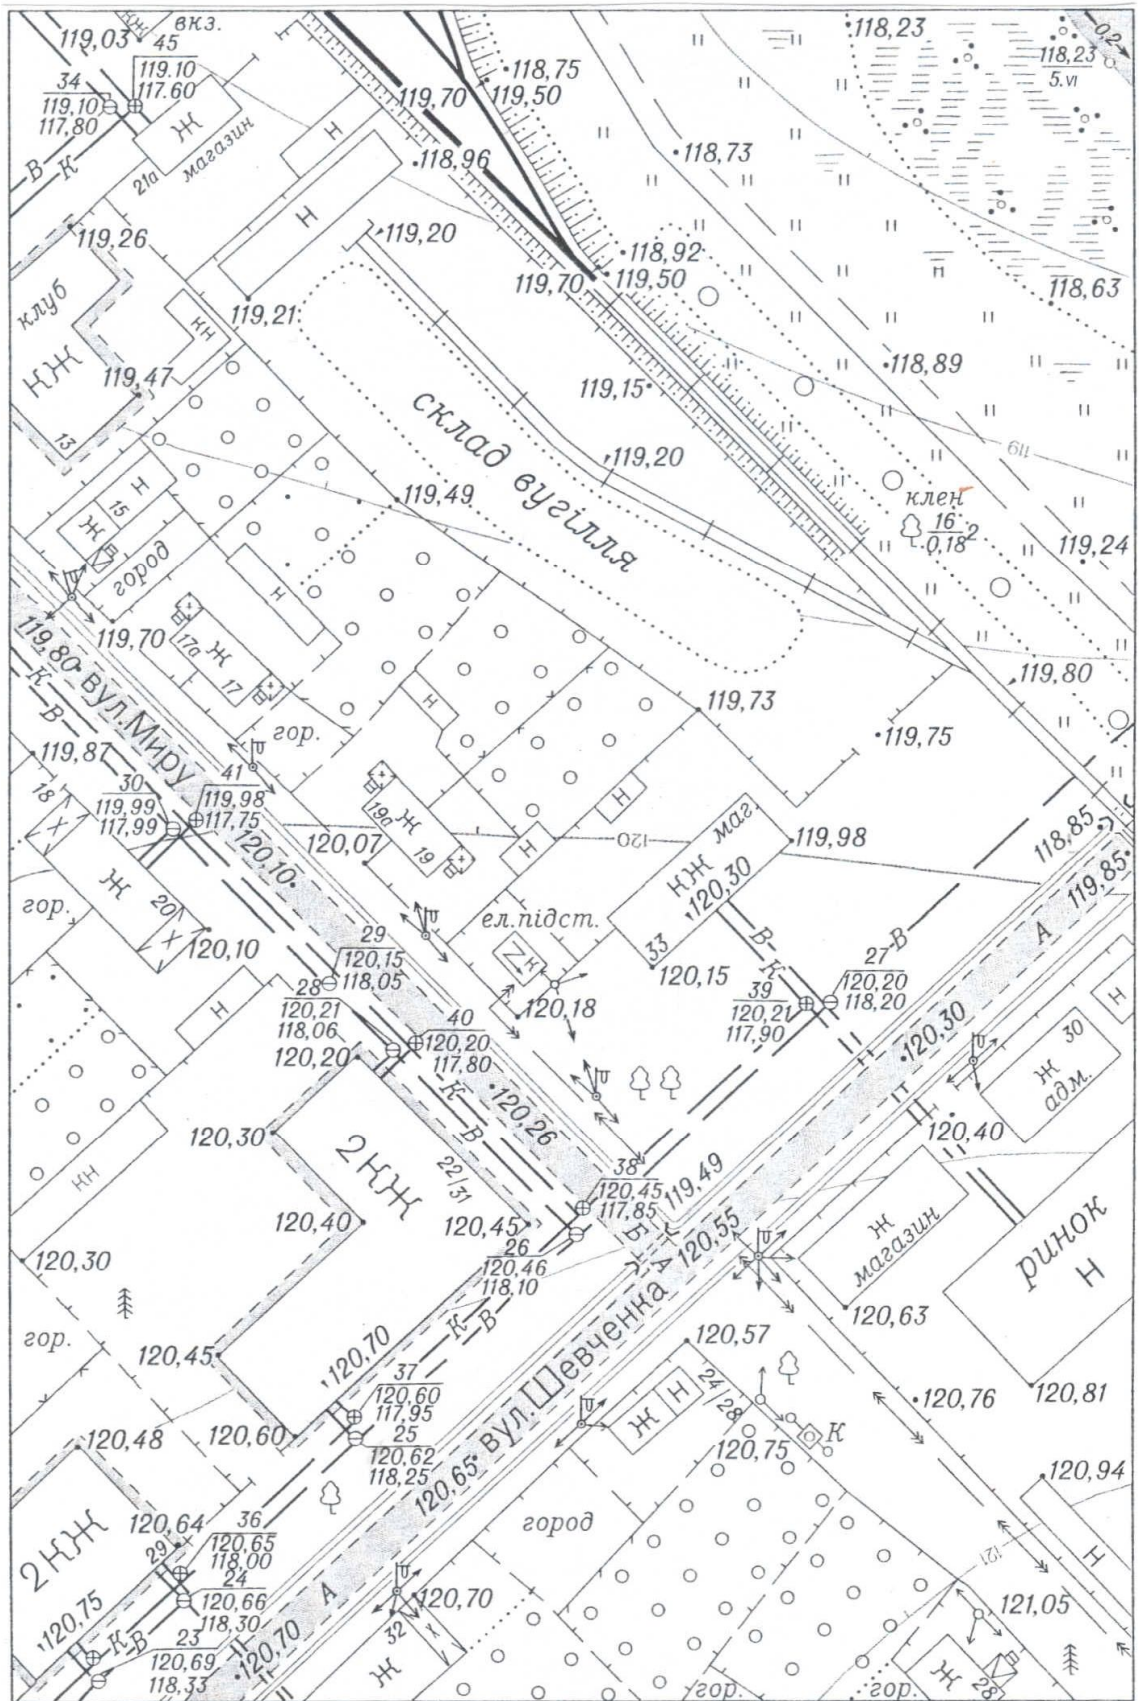 вкз.
119,03
45
119.10
117.60
34
119,10
117,80
Ж
магазин
21а
В
К
118,75
119,50
119,70
118,23
0,2
118,23
5.VI
Н
118,96
118,73
Н
119,26
119,20
118,92
119,50
119,70
118,63
клуб
КЖ
119,21
КН
119,47
13
119,15
118,89
склад вугілля
119,20
119
119,49
клен
16
0,18
2
119,24
Н
15
Ж
город
Н
119,70
119,80
вул.Миру
К
В
17а
Ж
17
Н
гор.
119,73
119,80
119,75
119,87
18
30
119,99
117,99
41
119,98
117,75
120,10
120,07
19а
Ж
19
Н
Н
120
маг.
КЖ
120,30
119,98
118,85
119,85
Ж
20
гор.
120,10
29
120,15
118,05
ел.підст.
К
33
120,15
В
К
В
27
120,20
118,20
39
120,21
117,90
А
28
120,21
118,06
120,18
Н
40
120,20
117,80
120,20
120,30
Н
30
Ж
адм.
Т
120,40
К
В
120,26
120,30
КН
2КЖ
22/31
38
120,45
117,85
119,49
120,40
120,45
Б
А
120,55
Ж
магазин
ринок
Н
120,30
26
120,46
118,10
К
В
120,63
гор.
120,45
120,70
вул.Шевченка
120,57
37
120,60
117,95
Н
Ж
24/28
120,76
120,81
120,48
120,60
25
120,62
118,25
120,65
120,75
К
120,94
2КЖ
120,64
29
36
120,65
118,00
город
121
Н
24
120,66
118,30
А
120,70
121,05
120,75
К
В
23
120,69
118,33
120,70
32
Ж
гор.
гор.
Ж
28